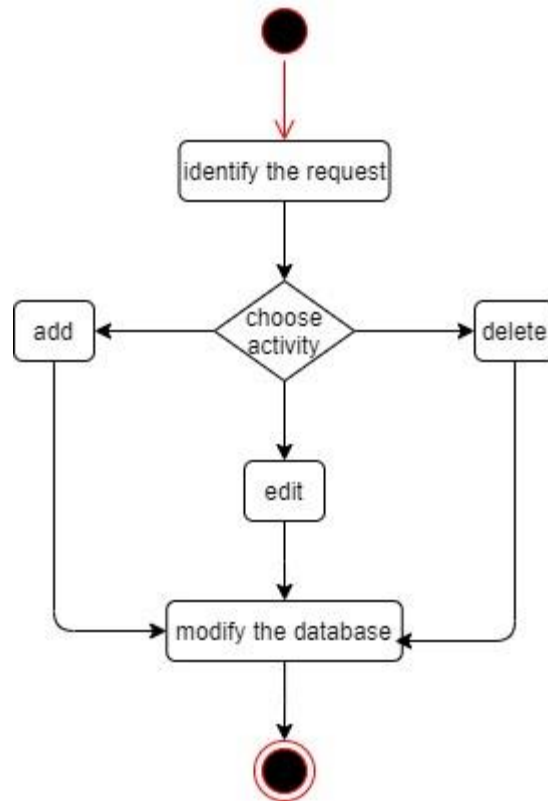 identify the request
choose
activity
add
delete
edit
modify the database